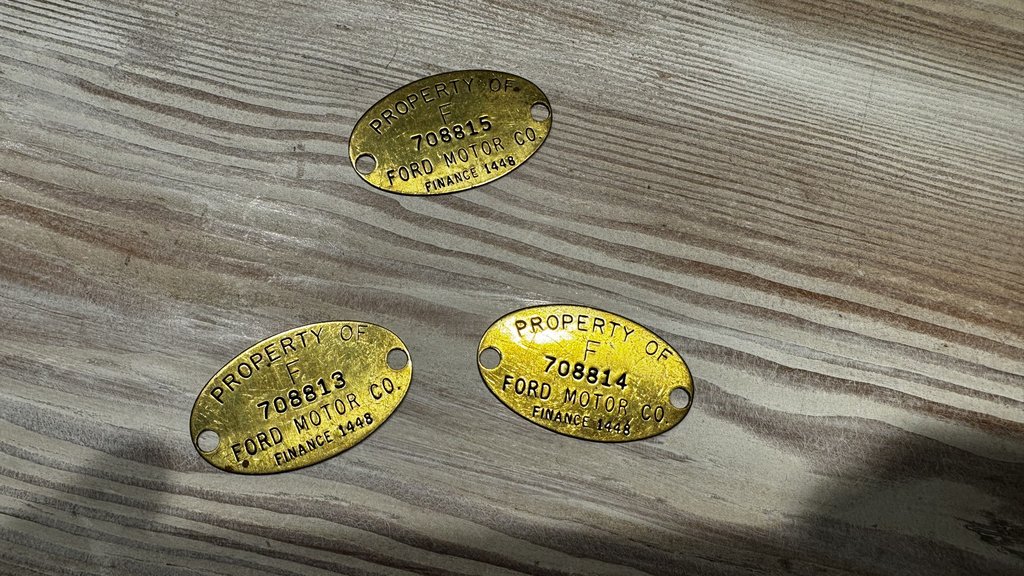 PROPERTY OF
F
708815
FORD MOTOR CO.
FINANCE 1448
PROPERTY OF
F
708813
FORD MOTOR CO.
FINANCE 1448
PROPERTY OF
F
708814
FORD MOTOR CO.
FINANCE 1448